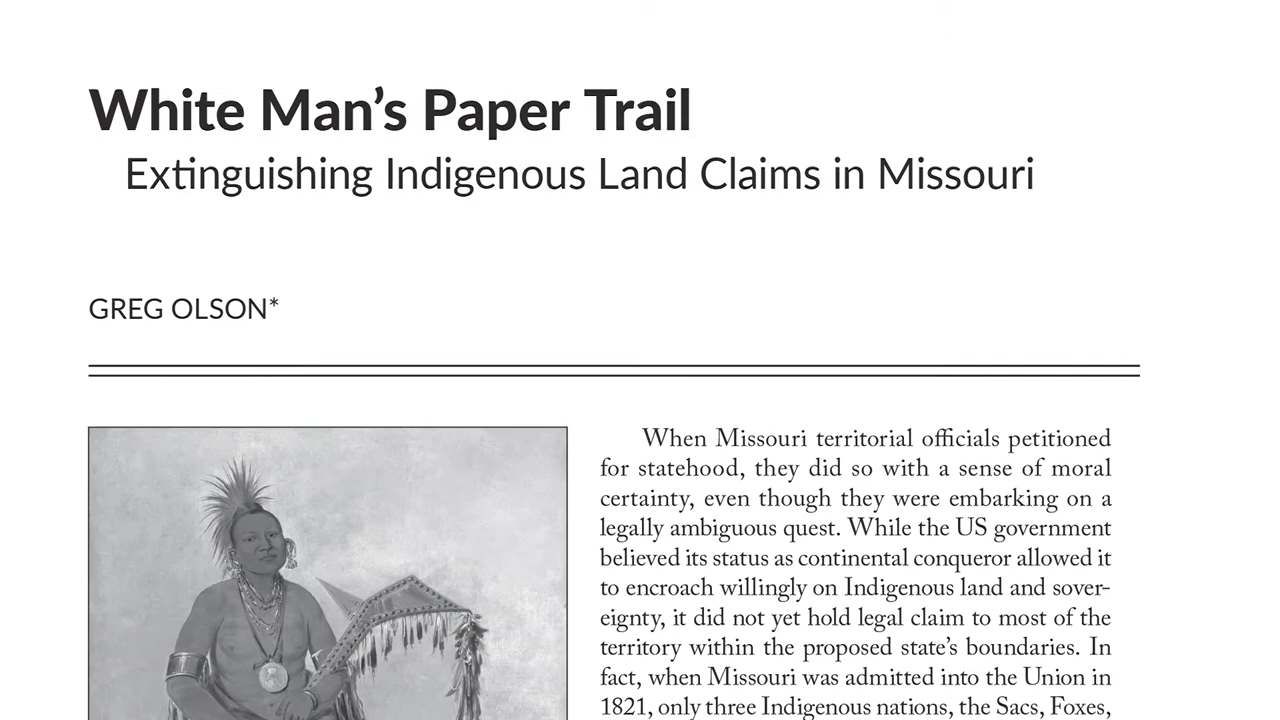 White Man’s Paper Trail
Extinguishing Indigenous Land Claims in Missouri
GREG OLSON*
When Missouri territorial officials petitioned
for statehood, they did so with a sense of moral
certainty, even though they were embarking on a
legally ambiguous quest. While the US government
believed its status as continental conqueror allowed it
to encroach willingly on Indigenous land and sover-
eignty, it did not yet hold legal claim to most of the
territory within the proposed state’s boundaries. In
fact, when Missouri was admitted into the Union in
1821, only three Indigenous nations, the Sacs, Foxes,